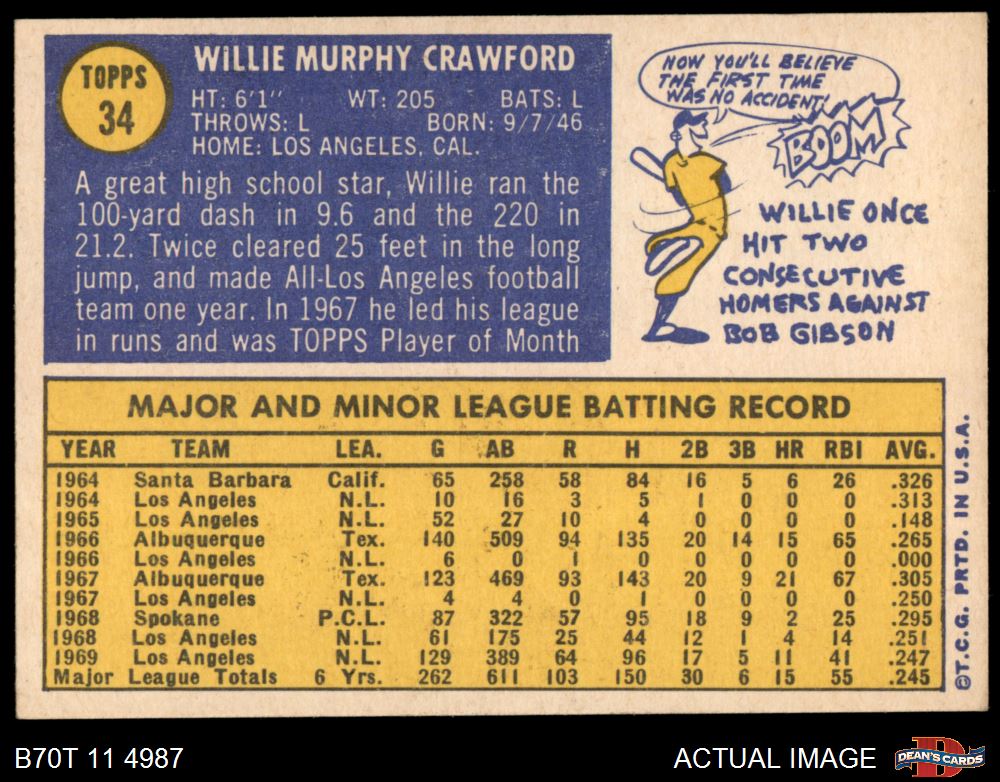 TOPPS
34
WILLIE MURPHY CRAWFORD
HT: 6'1" WT: 205 BATS: L
THROWS: L BORN: 9/7/46
HOME: LOS ANGELES, CAL.
A great high school star, Willie ran the
100-yard dash in 9.6 and the 220 in
21.2. Twice cleared 25 feet in the long
jump, and made All-Los Angeles football
team one year. In 1967 he led his league
in runs and was TOPPS Player of Month
NOW YOU'LL BELIEVE
THE FIRST TIME
WAS NO ACCIDENT!
BOOM
WILLIE ONCE
HIT TWO
CONSECUTIVE
HOMERS AGAINST
BOB GIBSON
MAJOR AND MINOR LEAGUE BATTING RECORD
YEAR TEAM LEA. G AB R H 2B 3B HR RBI AVG.
1964 Santa Barbara Calif. 65 258 58 84 16 5 6 26 .326
1964 Los Angeles N.L. 10 16 3 5 1 0 0 0 .313
1965 Los Angeles N.L. 52 27 10 4 0 0 0 0 .148
1966 Albuquerque Tex. 140 509 94 135 20 14 15 65 .265
1966 Los Angeles N.L. 6 0 1 0 0 0 0 0 .000
1967 Albuquerque Tex. 123 469 93 143 20 9 21 67 .305
1967 Los Angeles N.L. 4 4 0 1 0 0 0 0 .250
1968 Spokane P.C.L. 87 322 57 95 18 9 2 25 .295
1968 Los Angeles N.L. 61 175 25 44 12 1 4 14 .251
1969 Los Angeles N.L. 129 389 64 96 17 5 11 41 .247
Major League Totals 6 Yrs. 262 611 103 150 30 6 15 55 .245
©T.C.G. PRTD. IN U.S.A.
B70T 11 4987
ACTUAL IMAGE
D
DEAN'S CARDS